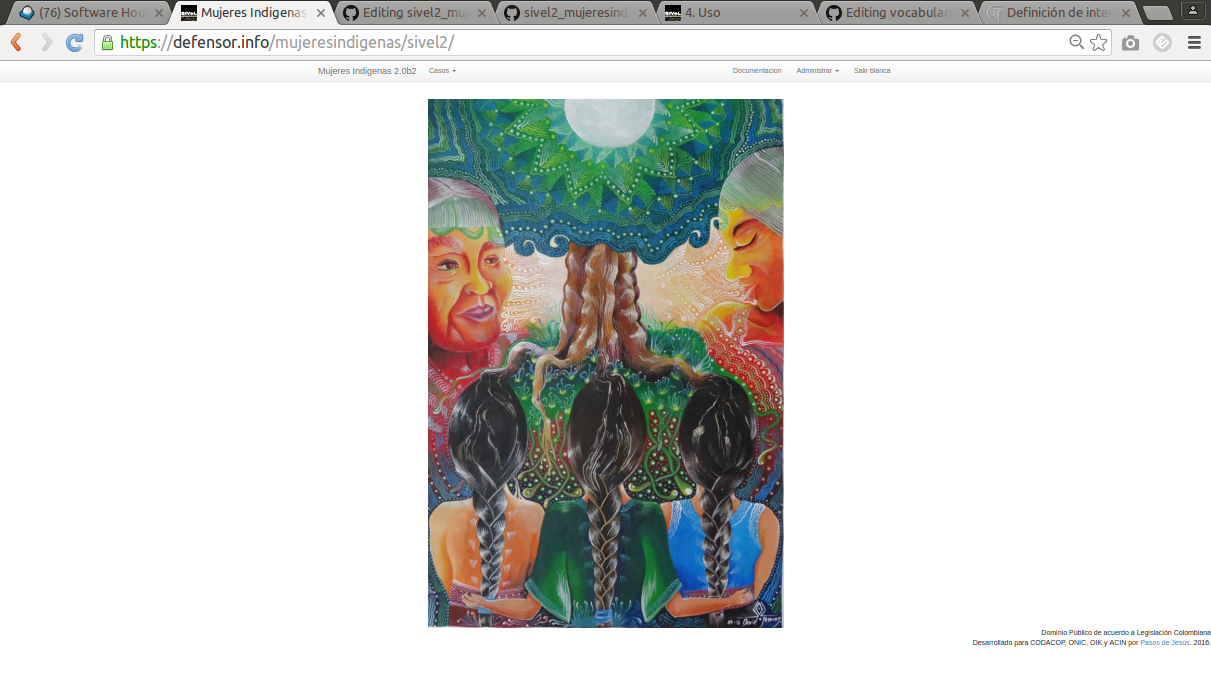 (76) Software Hou
Mujeres Indigenas
Editing sivel2_muj
sivel2_mujeresind
4. Uso
Editing vocabular
Definición de inte
https://defensor.info/mujeresindigenas/sivel2/
Mujeres Indigenas 2.0b2 Casos Documentacion Administrar Salir blanca
Dominio Público de acuerdo a Legislación Colombiana
Desarrollado para CODACOP, ONIC, OIK y ACIN por Pasos de Jesús. 2016.